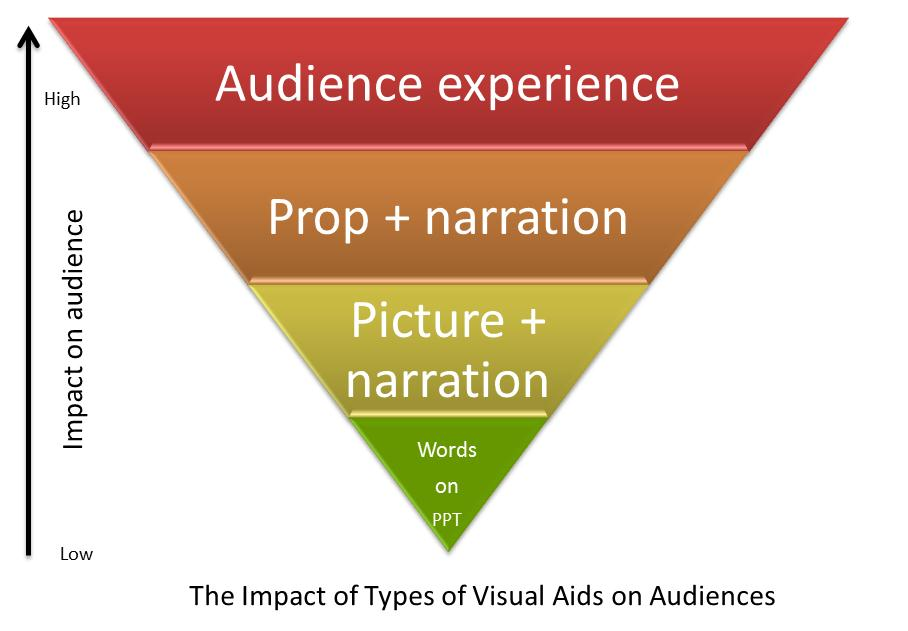 High
Audience experience
Prop + narration
Impact on audience
Picture +
narration
Words
on
PPT
Low
The Impact of Types of Visual Aids on Audiences